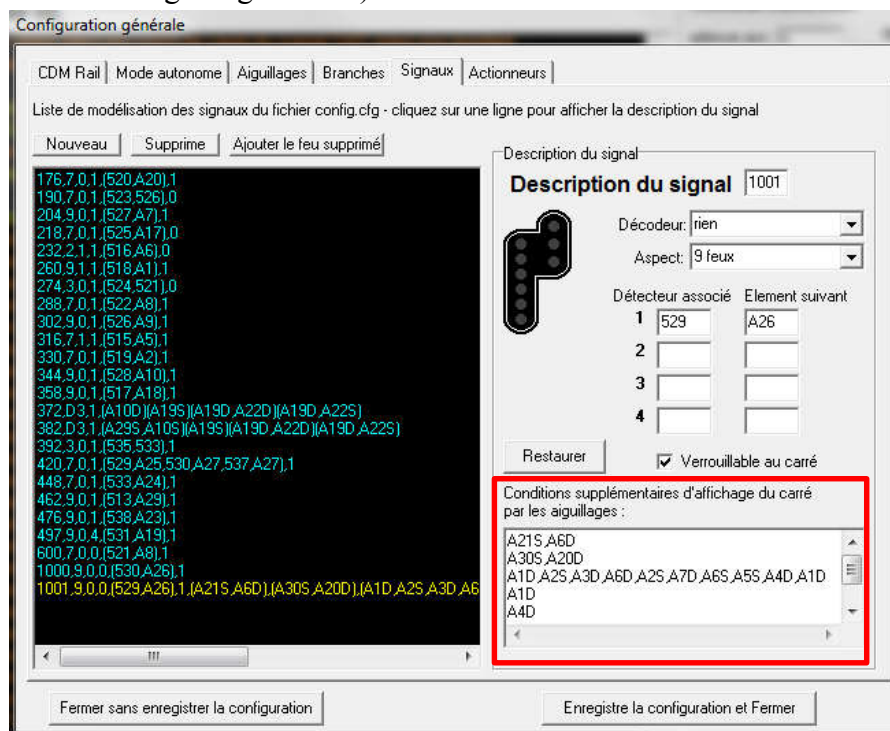 Configuration générale
CDM Rail Mode autonome Aiguillages Branches Signaux Actionneurs
Liste de modélisation des signaux du fichier config.cfg - cliquez sur une ligne pour afficher la description du signal
Nouveau Supprime Ajouter le feu supprimé
176,7,0,1,(520,A20),1
190,7,0,1,(523,526),0
204,9,0,1,(527,A7),1
218,7,0,1,(525,A17),0
232,2,1,1,(516,A6),0
260,9,1,1,(518,A1),1
274,3,0,1,(524,521),0
288,7,0,1,(522,A8),1
302,9,0,1,(526,A9),1
316,7,1,1,(515,A5),1
330,7,0,1,(519,A2),1
344,9,0,1,(528,A10),1
358,9,0,1,(517,A18),1
372,D3,1,(A10D)(A19S)(A19D,A22D)(A19D,A22S)
382,D3,1,(A29S,A10S)(A19S)(A19D,A22D)(A19D,A22S)
392,3,0,1,(535,533),1
420,7,0,1,(529,A25,530,A27,537,A27),1
448,7,0,1,(533,A24),1
462,9,0,1,(513,A29),1
476,9,0,1,(538,A23),1
497,9,0,4,(531,A19),1
600,7,0,0,(521,A8),1
1000,9,0,0,(530,A26),1
1001,9,0,0,(529,A26),1,(A21S,A6D),(A30S,A20D),(A1D,A2S,A3D,A6
Description du signal
Description du signal 1001
Décodeur: rien
Aspect: 9 feux
Détecteur associé Element suivant
1 529 A26
2
3
4
Restaurer Verrouillable au carré
Conditions supplémentaires d'affichage du carré
par les aiguillages :
A21S,A6D
A30S,A20D
A1D,A2S,A3D,A6D,A2S,A7D,A6S,A5S,A4D,A1D
A1D
A4D
Fermer sans enregistrer la configuration Enregistre la configuration et Fermer